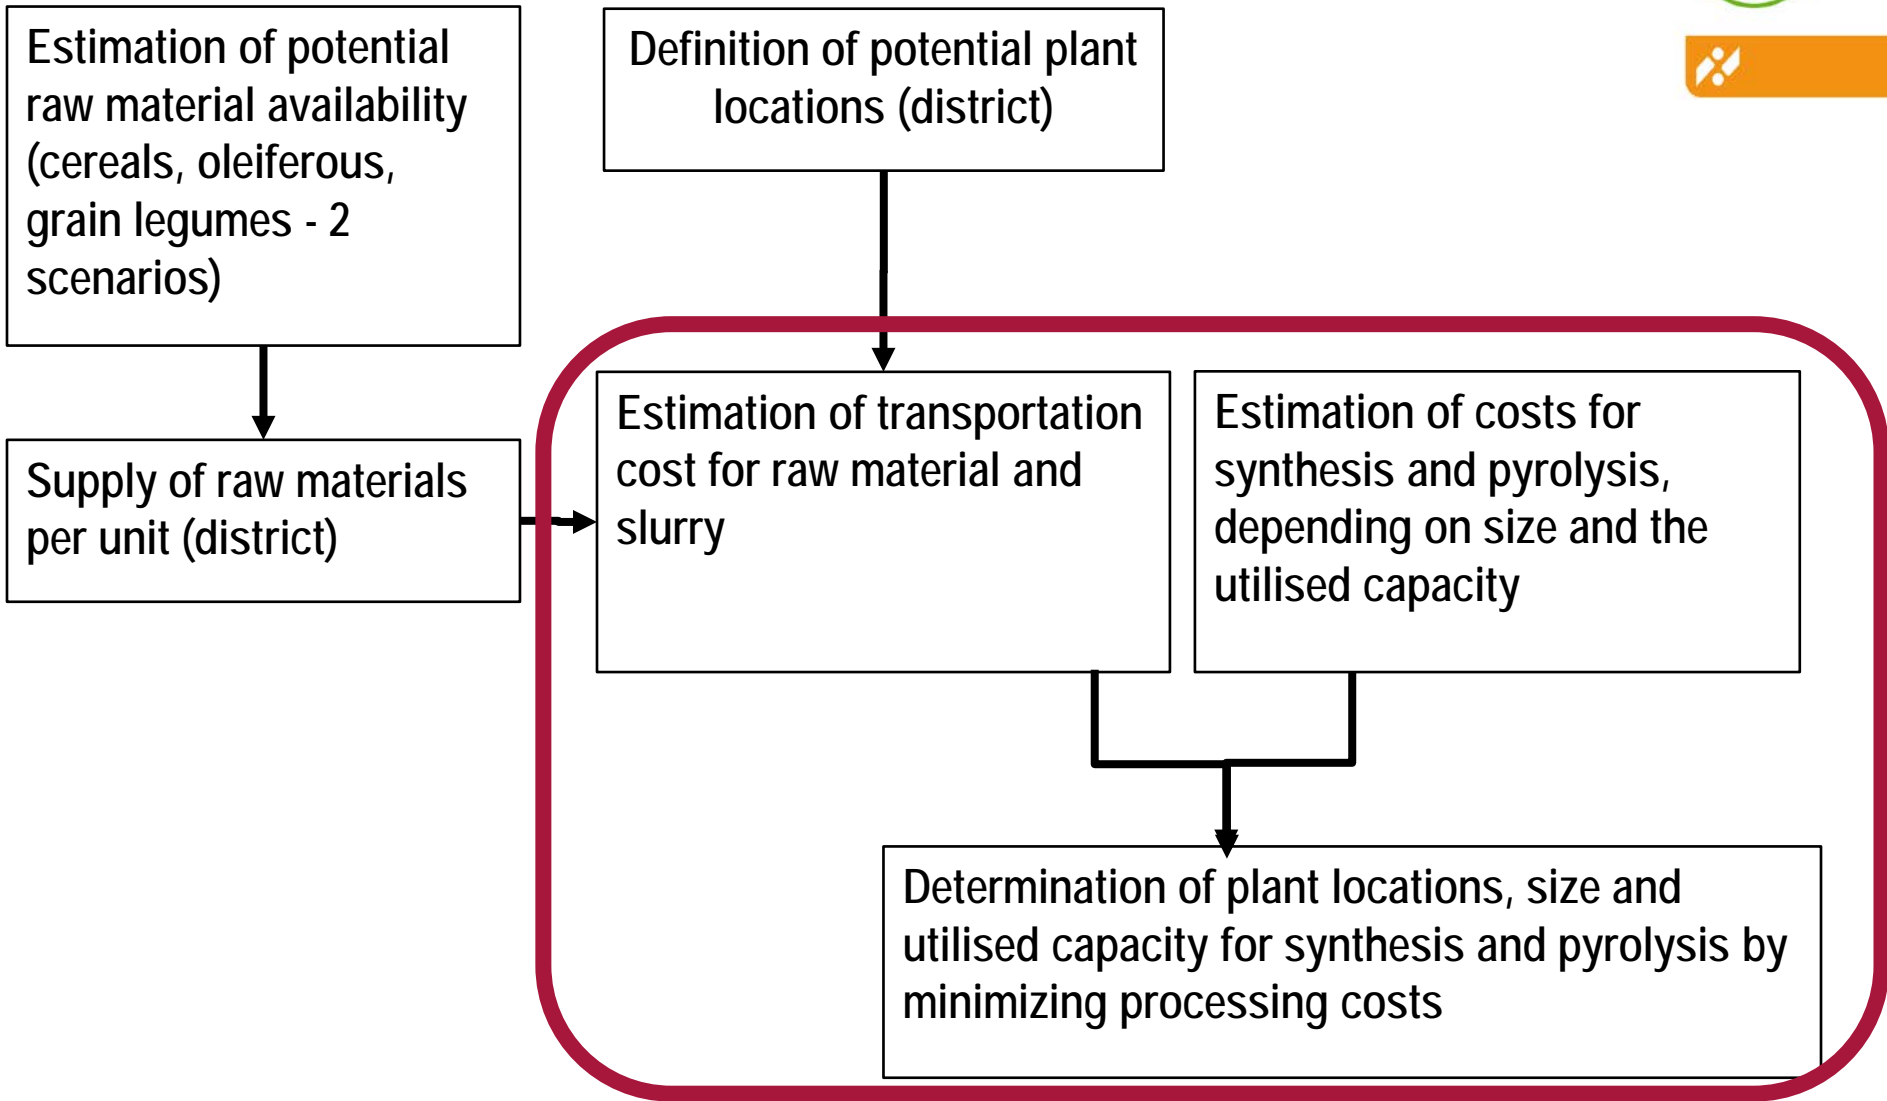 Estimation of potential
raw material availability
(cereals, oleiferous,
grain legumes - 2
scenarios)
Definition of potential plant
locations (district)
Supply of raw materials
per unit (district)
Estimation of transportation
cost for raw material and
slurry
Estimation of costs for
synthesis and pyrolysis,
depending on size and the
utilised capacity
Determination of plant locations, size and
utilised capacity for synthesis and pyrolysis by
minimizing processing costs